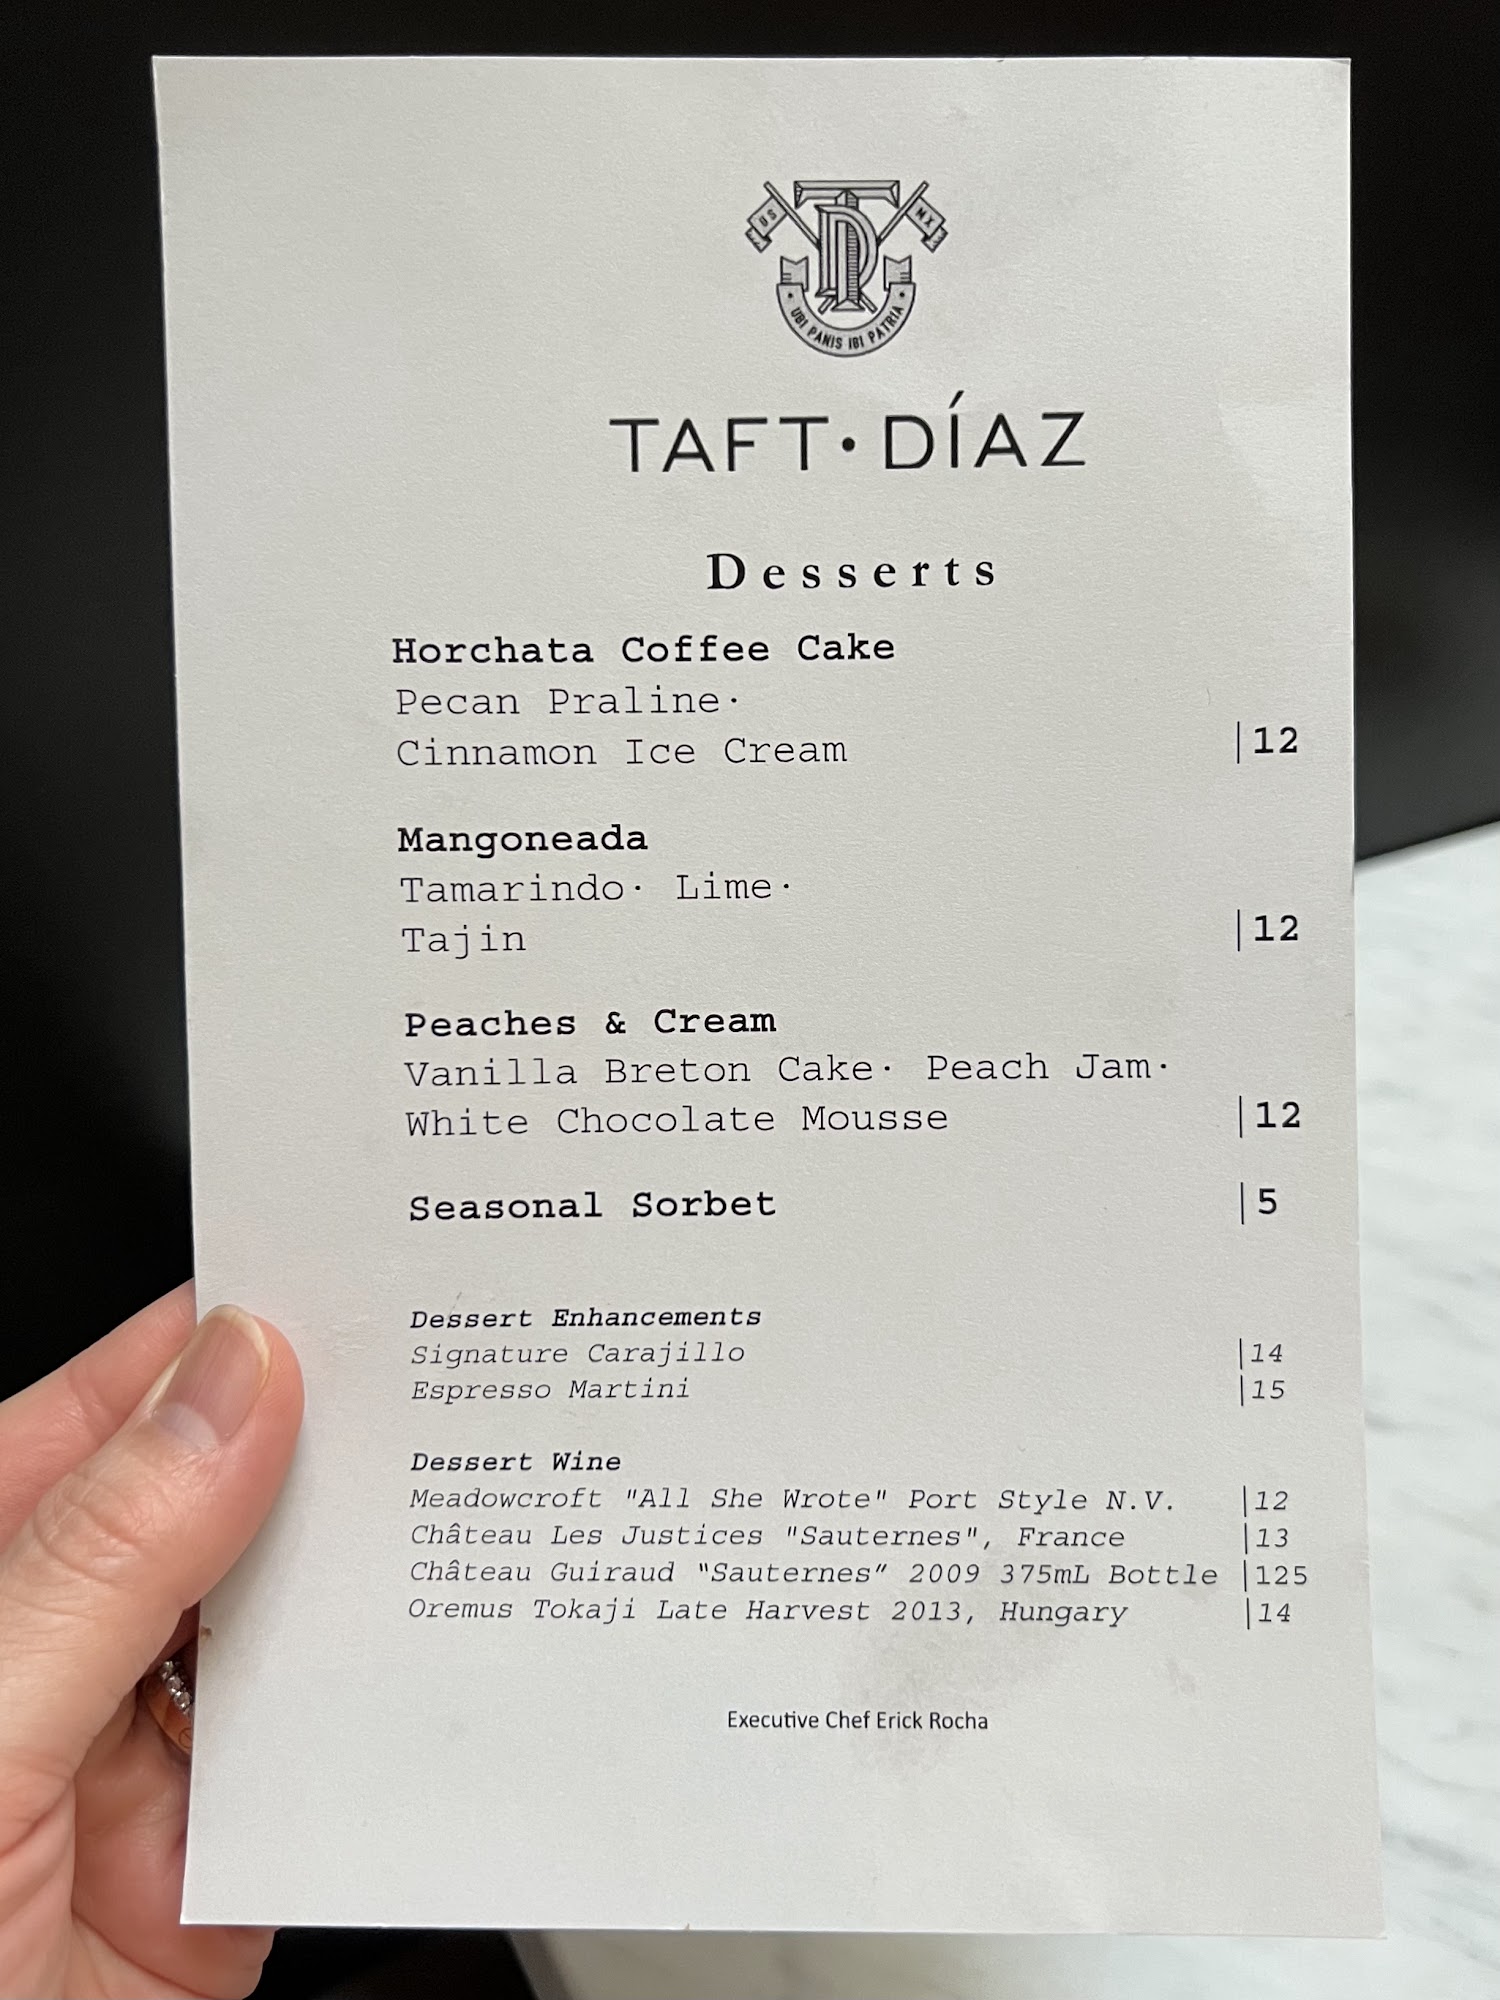 US
MX
TD
UBI PANIS IBI PATRIA
TAFT•DÍAZ
Desserts
Horchata Coffee Cake
Pecan Praline·
Cinnamon Ice Cream |12
Mangoneada
Tamarindo· Lime·
Tajin |12
Peaches & Cream
Vanilla Breton Cake· Peach Jam·
White Chocolate Mousse |12
Seasonal Sorbet |5
Dessert Enhancements
Signature Carajillo |14
Espresso Martini |15
Dessert Wine
Meadowcroft "All She Wrote" Port Style N.V. |12
Château Les Justices "Sauternes", France |13
Château Guiraud "Sauternes" 2009 375mL Bottle |125
Oremus Tokaji Late Harvest 2013, Hungary |14
Executive Chef Erick Rocha